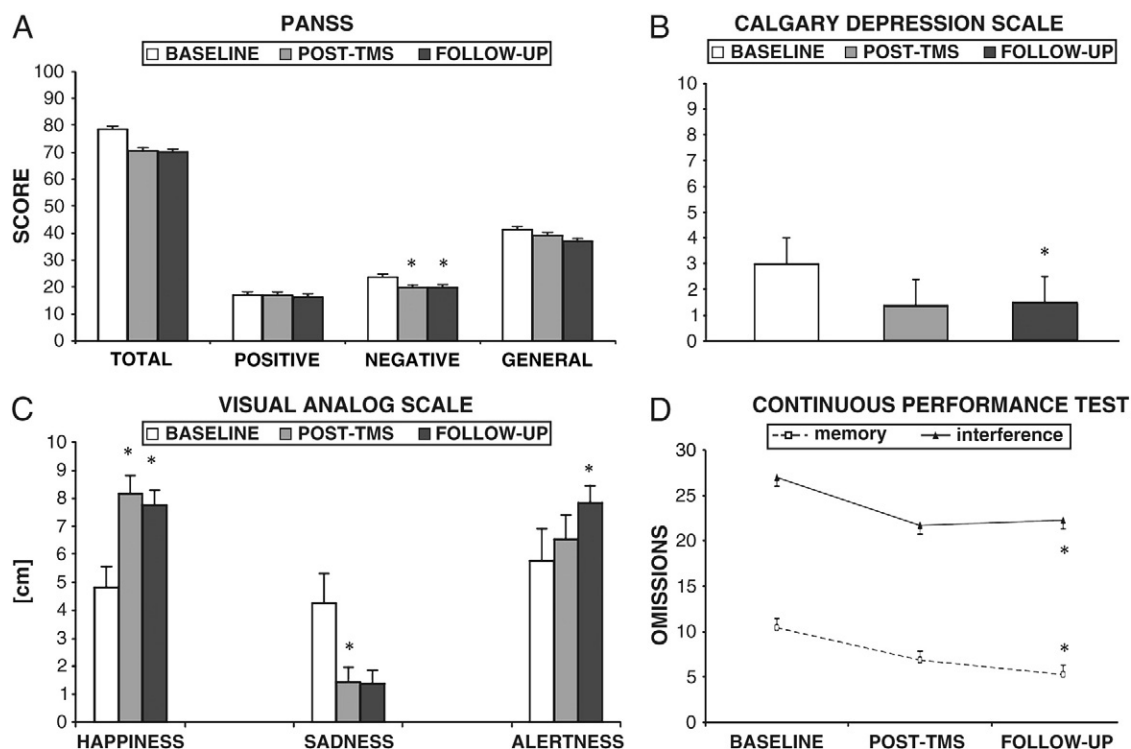 A
PANSS
BASELINE POST-TMS FOLLOW-UP
SCORE
100
90
80
70
60
50
40
30
20
10
0
* *
TOTAL POSITIVE NEGATIVE GENERAL
B
CALGARY DEPRESSION SCALE
BASELINE POST-TMS FOLLOW-UP
10
9
8
7
6
5
4
3
2
1
0
*
C
VISUAL ANALOG SCALE
BASELINE POST-TMS FOLLOW-UP
[cm]
10
9
8
7
6
5
4
3
2
1
0
* *
*
*
HAPPINESS SADNESS ALERTNESS
D
CONTINUOUS PERFORMANCE TEST
memory interference
OMISSIONS
30
25
20
15
10
5
0
*
*
BASELINE POST-TMS FOLLOW-UP